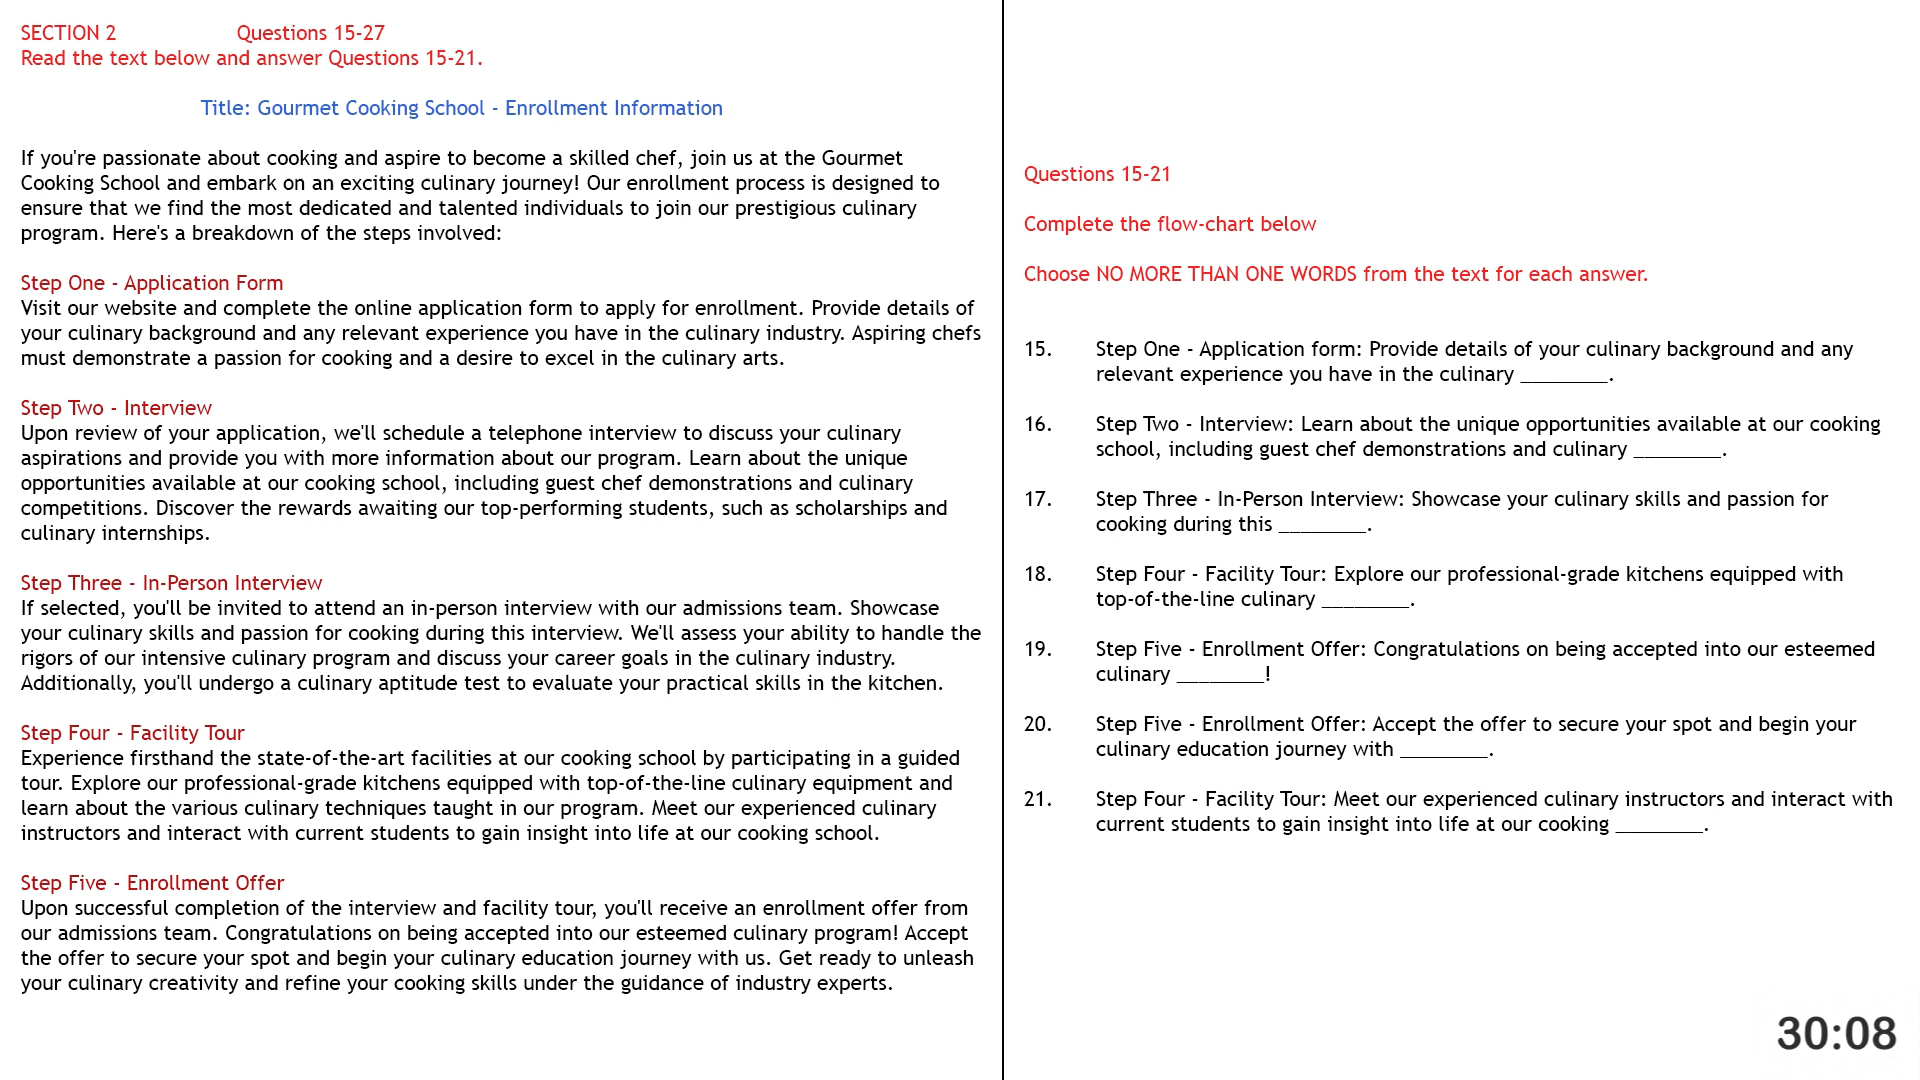 SECTION 2 Questions 15-27
Read the text below and answer Questions 15-21.
Title: Gourmet Cooking School - Enrollment Information
If you're passionate about cooking and aspire to become a skilled chef, join us at the Gourmet
Cooking School and embark on an exciting culinary journey! Our enrollment process is designed to
ensure that we find the most dedicated and talented individuals to join our prestigious culinary
program. Here's a breakdown of the steps involved:
Step One - Application Form
Visit our website and complete the online application form to apply for enrollment. Provide details of
your culinary background and any relevant experience you have in the culinary industry. Aspiring chefs
must demonstrate a passion for cooking and a desire to excel in the culinary arts.
Step Two - Interview
Upon review of your application, we'll schedule a telephone interview to discuss your culinary
aspirations and provide you with more information about our program. Learn about the unique
opportunities available at our cooking school, including guest chef demonstrations and culinary
competitions. Discover the rewards awaiting our top-performing students, such as scholarships and
culinary internships.
Step Three - In-Person Interview
If selected, you'll be invited to attend an in-person interview with our admissions team. Showcase
your culinary skills and passion for cooking during this interview. We'll assess your ability to handle the
rigors of our intensive culinary program and discuss your career goals in the culinary industry.
Additionally, you'll undergo a culinary aptitude test to evaluate your practical skills in the kitchen.
Step Four - Facility Tour
Experience firsthand the state-of-the-art facilities at our cooking school by participating in a guided
tour. Explore our professional-grade kitchens equipped with top-of-the-line culinary equipment and
learn about the various culinary techniques taught in our program. Meet our experienced culinary
instructors and interact with current students to gain insight into life at our cooking school.
Step Five - Enrollment Offer
Upon successful completion of the interview and facility tour, you'll receive an enrollment offer from
our admissions team. Congratulations on being accepted into our esteemed culinary program! Accept
the offer to secure your spot and begin your culinary education journey with us. Get ready to unleash
your culinary creativity and refine your cooking skills under the guidance of industry experts.
Questions 15-21
Complete the flow-chart below
Choose NO MORE THAN ONE WORDS from the text for each answer.
15. Step One - Application form: Provide details of your culinary background and any
relevant experience you have in the culinary ________.
16. Step Two - Interview: Learn about the unique opportunities available at our cooking
school, including guest chef demonstrations and culinary ________.
17. Step Three - In-Person Interview: Showcase your culinary skills and passion for
cooking during this ________.
18. Step Four - Facility Tour: Explore our professional-grade kitchens equipped with
top-of-the-line culinary ________.
19. Step Five - Enrollment Offer: Congratulations on being accepted into our esteemed
culinary ________!
20. Step Five - Enrollment Offer: Accept the offer to secure your spot and begin your
culinary education journey with ________.
21. Step Four - Facility Tour: Meet our experienced culinary instructors and interact with
current students to gain insight into life at our cooking ________.
30:08